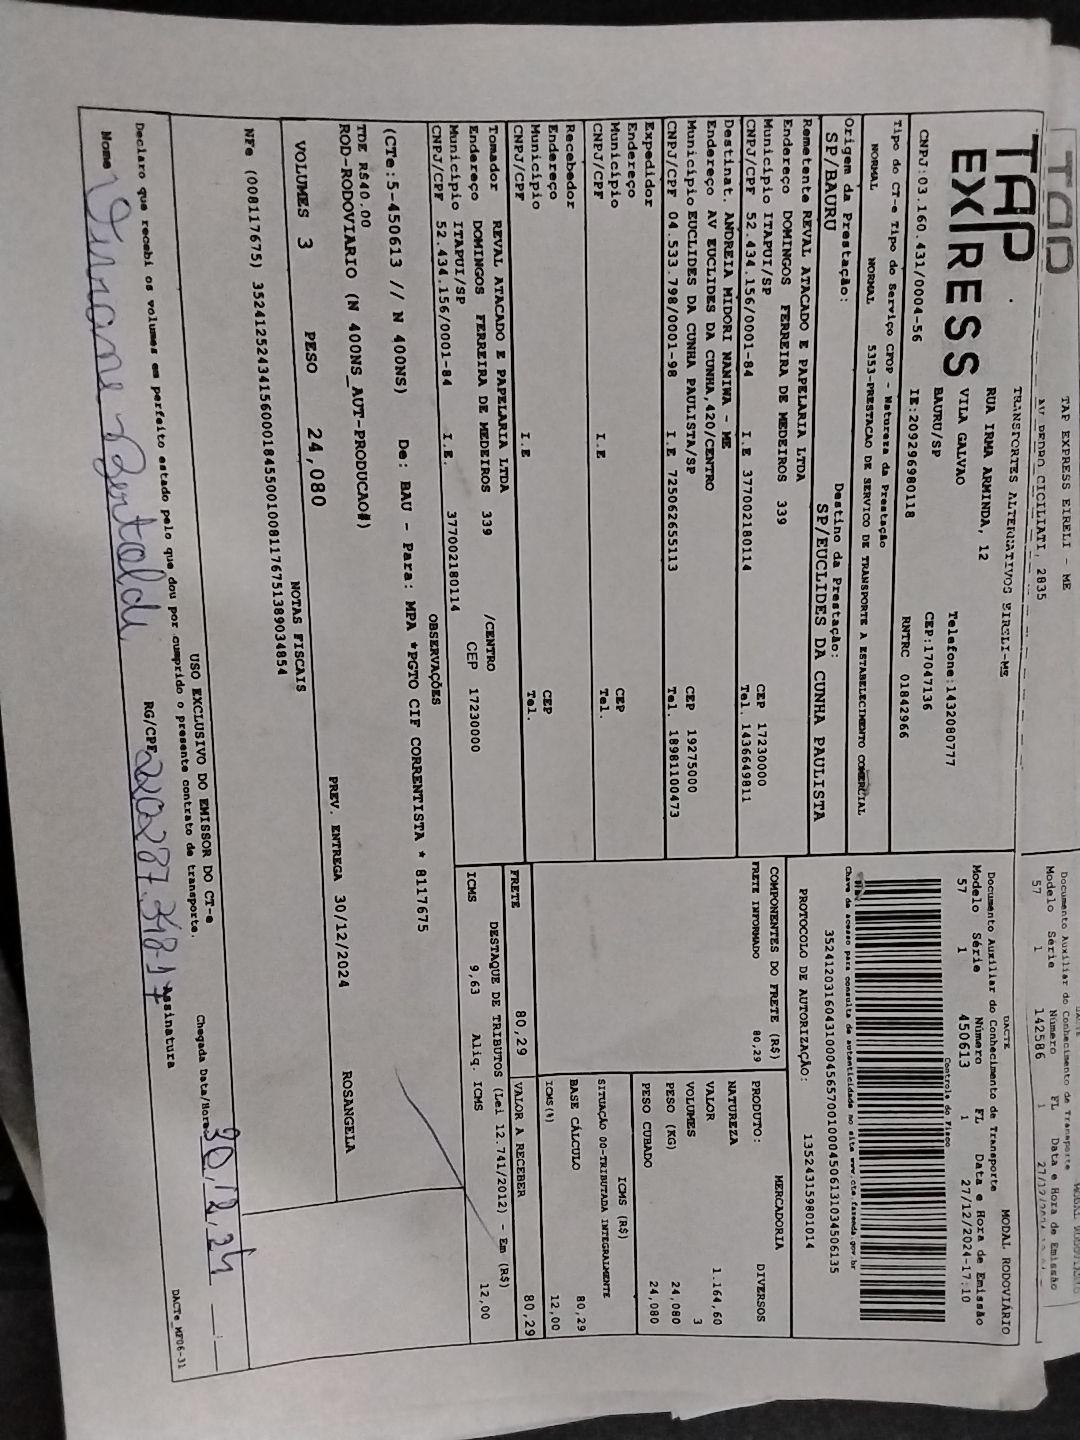 TAP EXPRESS EIRELI - ME
AV PEDRO CICILIATI, 2835
Documento Auxiliar do Conhecimento de Transporte
Modelo Série Número FL Data e Hora de Emissão
57 1 142586 1
TAP
EXPRESS
TRANSPORTES ALTERNATIVOS EIRELI-ME
RUA IRMA ARMINDA, 12
VILA GALVAO
BAURU/SP
Telefone:1432080777
CEP:17047136
CNPJ:03.160.431/0004-56 IE:209296980118 RNTRC 01842966
DACTE MODAL RODOVIÁRIO
Documento Auxiliar do Conhecimento de Transporte
Modelo Série Número FL Data e Hora de Emissão
57 1 450613 1 27/12/2024-17:10
Controle do Fisco
Chave de acesso para consulta de autenticidade no site www.cte.fazenda.gov.br
35241203160431000456570010004506131034506135
PROTOCOLO DE AUTORIZAÇÃO: 135243159801014
Tipo do CT-e Tipo do Serviço CFOP - Natureza da Prestação
NORMAL NORMAL 5353-PRESTACAO DE SERVICO DE TRANSPORTE A ESTABELECIMENTO COMERCIAL
Origem da Prestação: Destino da Prestação:
SP/BAURU SP/EUCLIDES DA CUNHA PAULISTA
Remetente REVAL ATACADO E PAPELARIA LTDA
Endereço DOMINGOS FERREIRA DE MEDEIROS 339
Município ITAPUI/SP CEP 17230000
CNPJ/CPF 52.434.156/0001-84 I.E 377002180114 Tel. 1436649811
Destinat. ANDREIA MIDORI NANIWA - ME
Endereço AV EUCLIDES DA CUNHA,420/CENTRO
Município EUCLIDES DA CUNHA PAULISTA/SP CEP 19275000
CNPJ/CPF 04.533.798/0001-98 I.E 725062655113 Tel. 18981100473
Expedidor
Endereço
Município CEP
CNPJ/CPF I.E Tel.
Recebedor
Endereço
Município CEP
CNPJ/CPF I.E Tel.
Tomador REVAL ATACADO E PAPELARIA LTDA
Endereço DOMINGOS FERREIRA DE MEDEIROS 339 /CENTRO
Município ITAPUI/SP CEP 17230000
CNPJ/CPF 52.434.156/0001-84 I.E. 377002180114
COMPONENTES DO FRETE (R$)
FRETE INFORMADO 80,29
PRODUTO: MERCADORIA
NATUREZA DIVERSOS
VALOR 1.164,60
VOLUMES 3
PESO (KG) 24,080
PESO CUBADO 24,080
ICMS (R$)
SITUAÇÃO 00-TRIBUTADA INTEGRALMENTE
BASE CÁLCULO 80,29
ICMS(%) 12,00
FRETE 80,29 VALOR A RECEBER 80,29
DESTAQUE DE TRIBUTOS (Lei 12.741/2012) - Em (R$)
ICMS 9,63 Aliq. ICMS 12,00
OBSERVAÇÕES
(CTe:5-450613 // N 400NS) De: BAU - Para: MPA *PGTO CIF CORRENTISTA * 8117675
TDE R$40.00
ROD-RODOVIARIO (N 400NS_AUT-PRODUCAO#)
PREV. ENTREGA 30/12/2024 ROSANGELA
VOLUMES 3 PESO 24,080
NOTAS FISCAIS
NFe (008117675) 35241252434156000184550010081176751389034854
USO EXCLUSIVO DO EMISSOR DO CT-e
Declaro que recebi os volumes em perfeito estado pelo que dou por cumprido o presente contrato de transporte.
Chegada Data/Hora 30,12,24
Nome RG/CPF 220287.348-17 Assinatura
DACTe_MF06-31